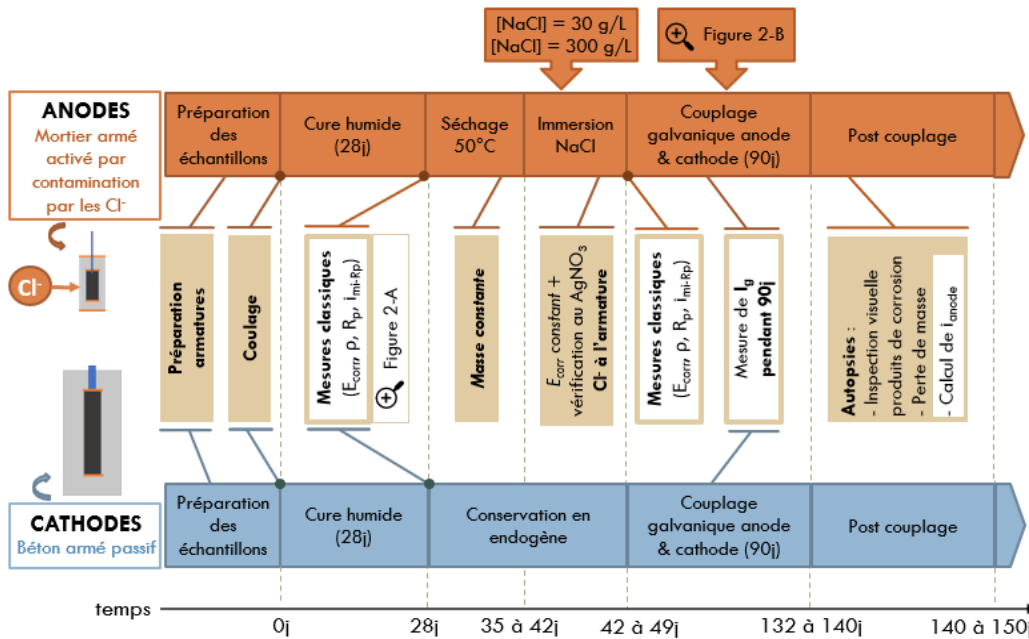 [NaCl] = 30 g/L
[NaCl] = 300 g/L
Figure 2-B
ANODES
Mortier armé
activé par
contamination
par les Cl-
Cl-
Préparation
des
échantillons
Cure humide
(28j)
Séchage
50°C
Immersion
NaCl
Couplage
galvanique anode
& cathode (90j)
Post couplage
Préparation
armatures
Coulage
Mesures classiques
(Ecorr, ρ, Rp, imi-Rp)
Figure 2-A
Masse constante
Ecorr constant +
vérification au AgNO3
Cl- à l'armature
Mesures classiques
(Ecorr, ρ, Rp, imi-Rp)
Mesure de Ig
pendant 90j
Autopsies :
- Inspection visuelle
produits de corrosion
- Perte de masse
- Calcul de ianode
CATHODES
Béton armé passif
Préparation
des
échantillons
Cure humide
(28j)
Conservation en
endogène
Couplage
galvanique anode
& cathode (90j)
Post couplage
temps
0j
28j
35 à 42j
42 à 49j
132 à 140j
140 à 150j